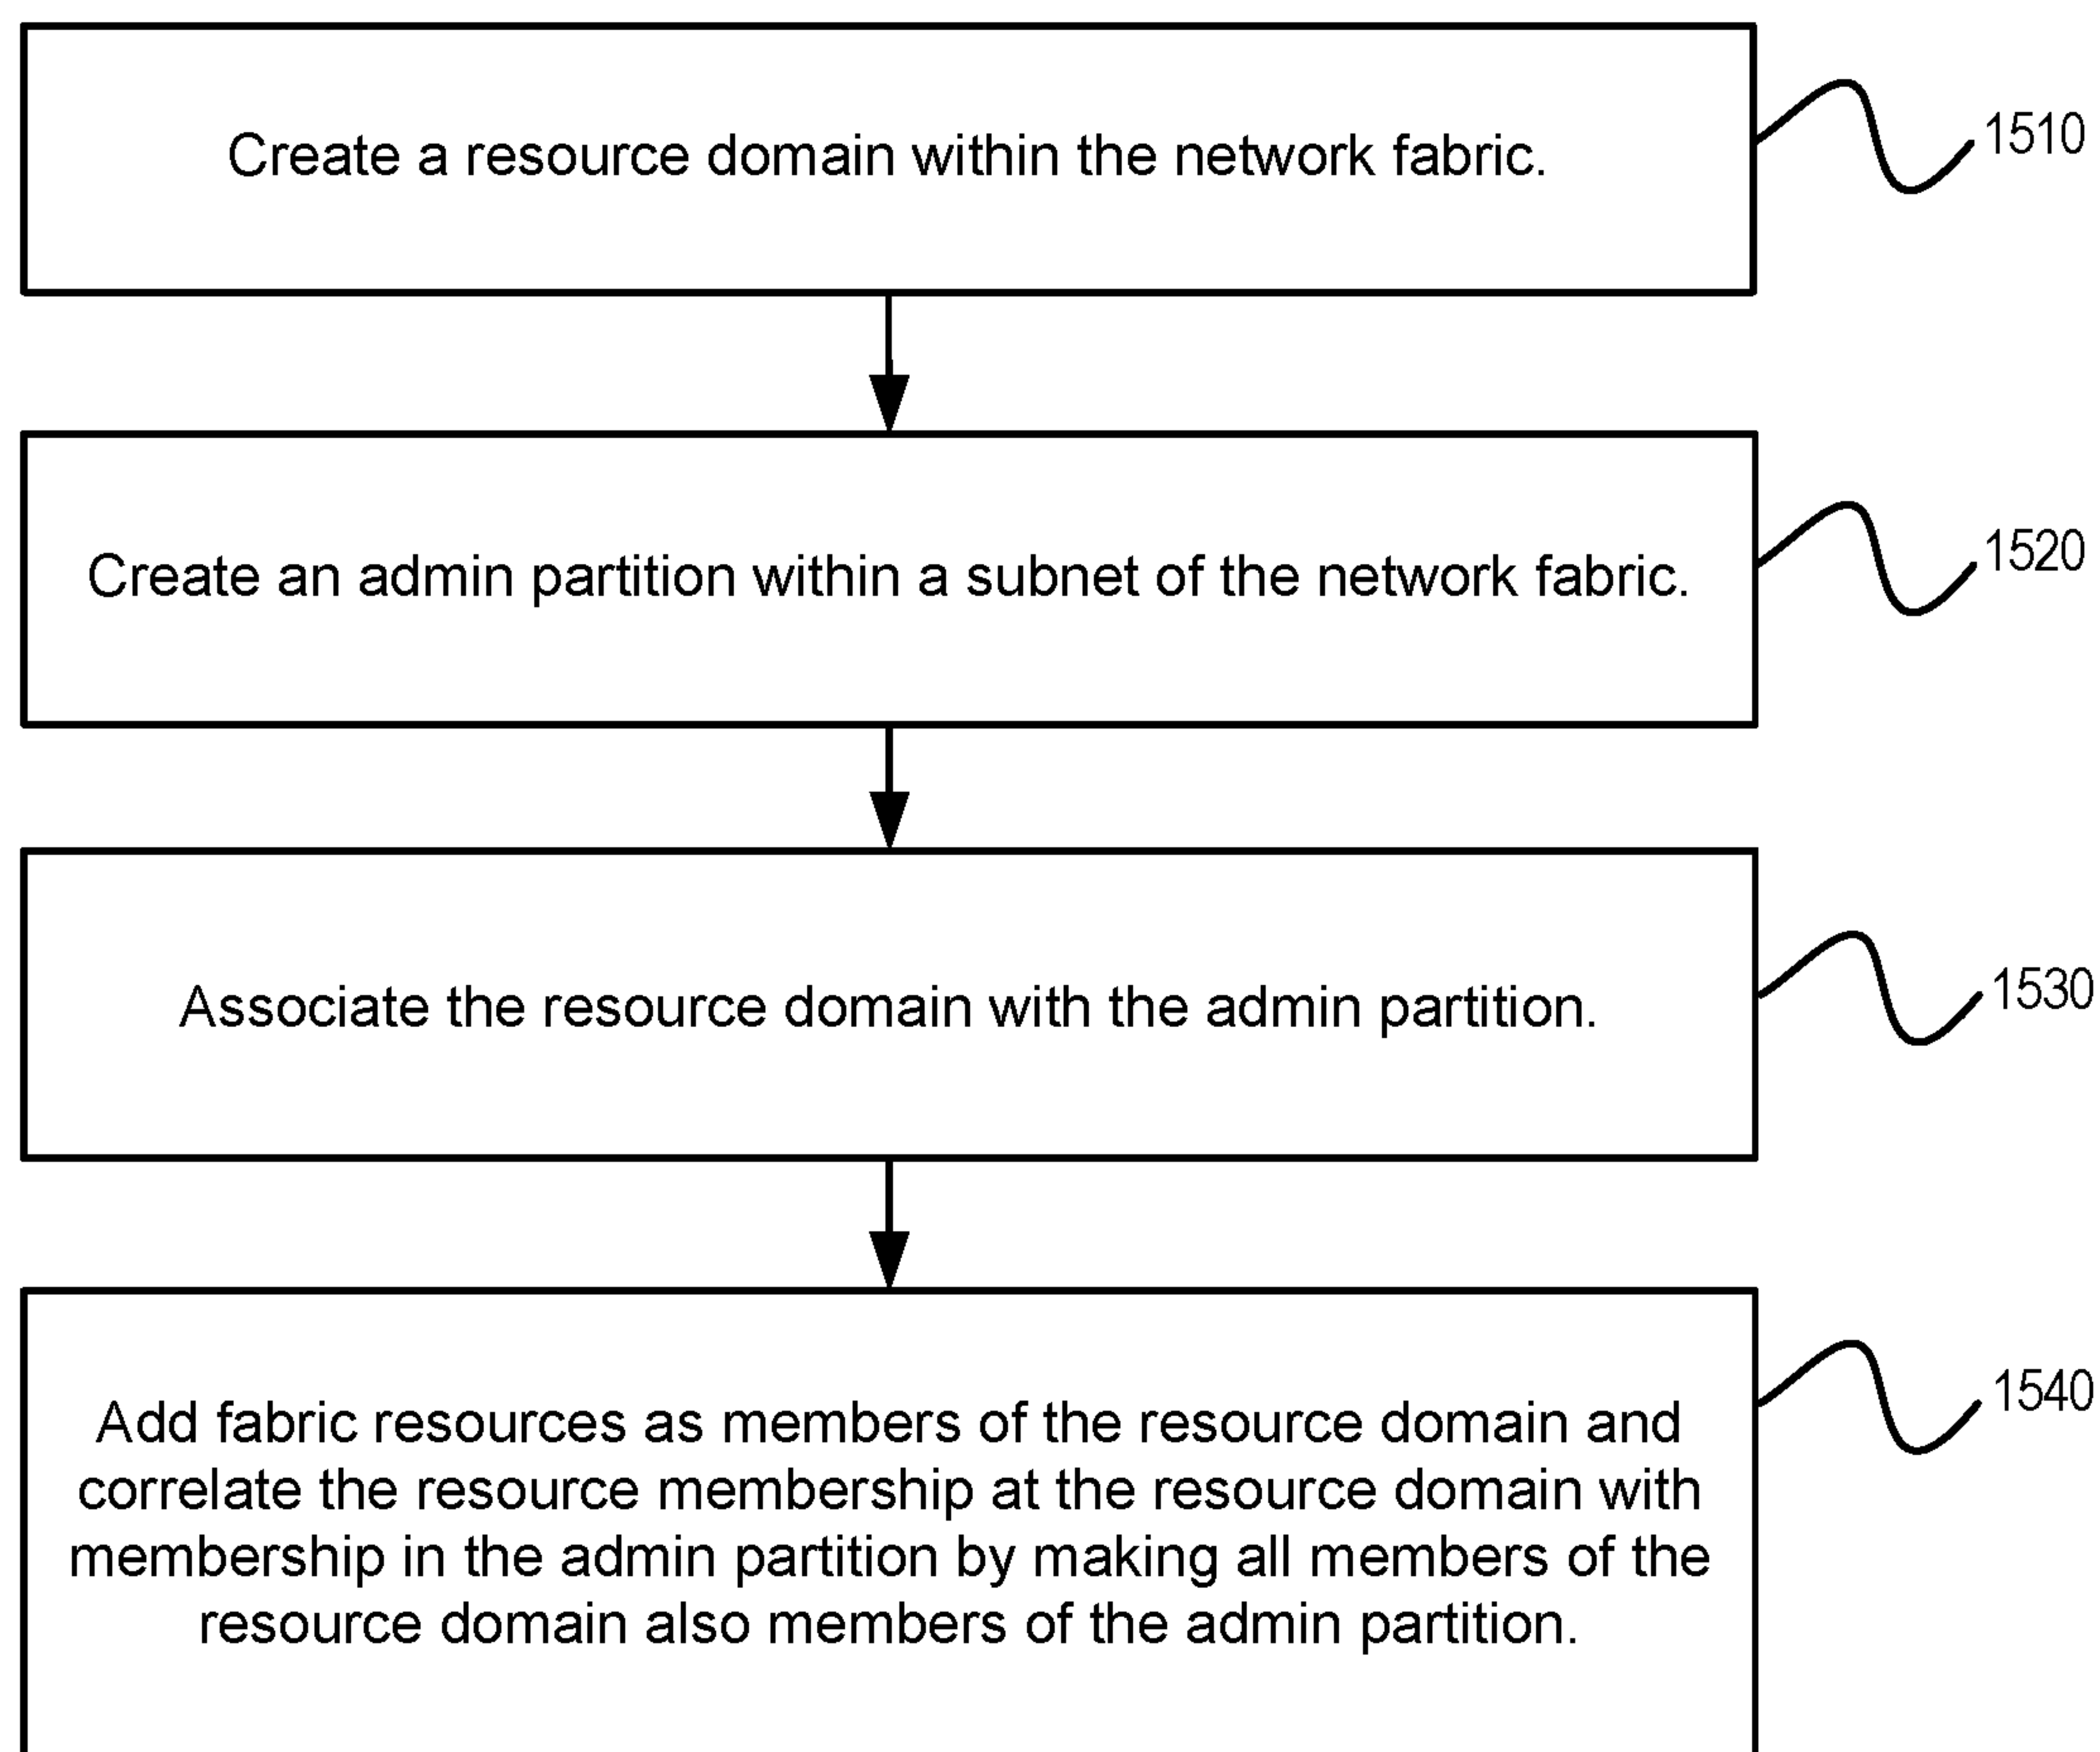 Create a resource domain within the network fabric.
1510
Create an admin partition within a subnet of the network fabric.
1520
Associate the resource domain with the admin partition.
1530
Add fabric resources as members of the resource domain and
correlate the resource membership at the resource domain with
membership in the admin partition by making all members of the
resource domain also members of the admin partition.
1540